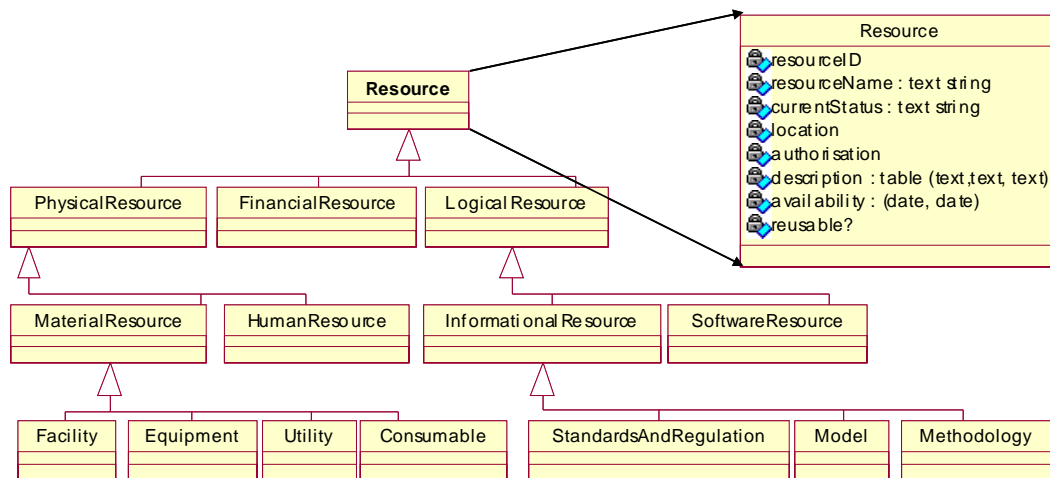 Resource
resourceID
resourceName : text string
currentStatus : text string
location
authorisation
description : table (text,text, text)
availability : (date, date)
reusable?
Resource
PhysicalResource
FinancialResource
LogicalResource
MaterialResource
HumanResource
InformationalResource
SoftwareResource
Facility
Equipment
Utility
Consumable
StandardsAndRegulation
Model
Methodology